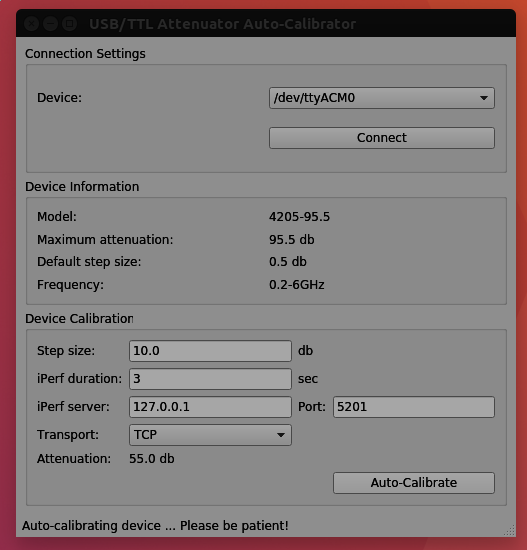 USB/TTL Attenuator Auto-Calibrator
Connection Settings
Device: /dev/ttyACM0
Connect
Device Information
Model: 4205-95.5
Maximum attenuation: 95.5 db
Default step size: 0.5 db
Frequency: 0.2-6GHz
Device Calibration
Step size: 10.0 db
iPerf duration: 3 sec
iPerf server: 127.0.0.1 Port: 5201
Transport: TCP
Attenuation: 55.0 db
Auto-Calibrate
Auto-calibrating device ... Please be patient!